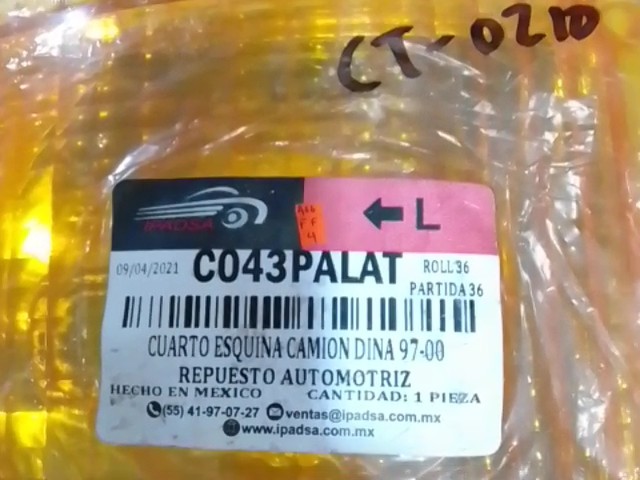 CT-0210
IPADSA
L
PF
4
09/04/2021
C043PALAT
ROLL 36
PARTIDA 36
CUARTO ESQUINA CAMION DINA 97-00
REPUESTO AUTOMOTRIZ
HECHO EN MEXICO CANTIDAD: 1 PIEZA
(55) 41-97-07-27 ventas@ipadsa.com.mx
www.ipadsa.com.mx